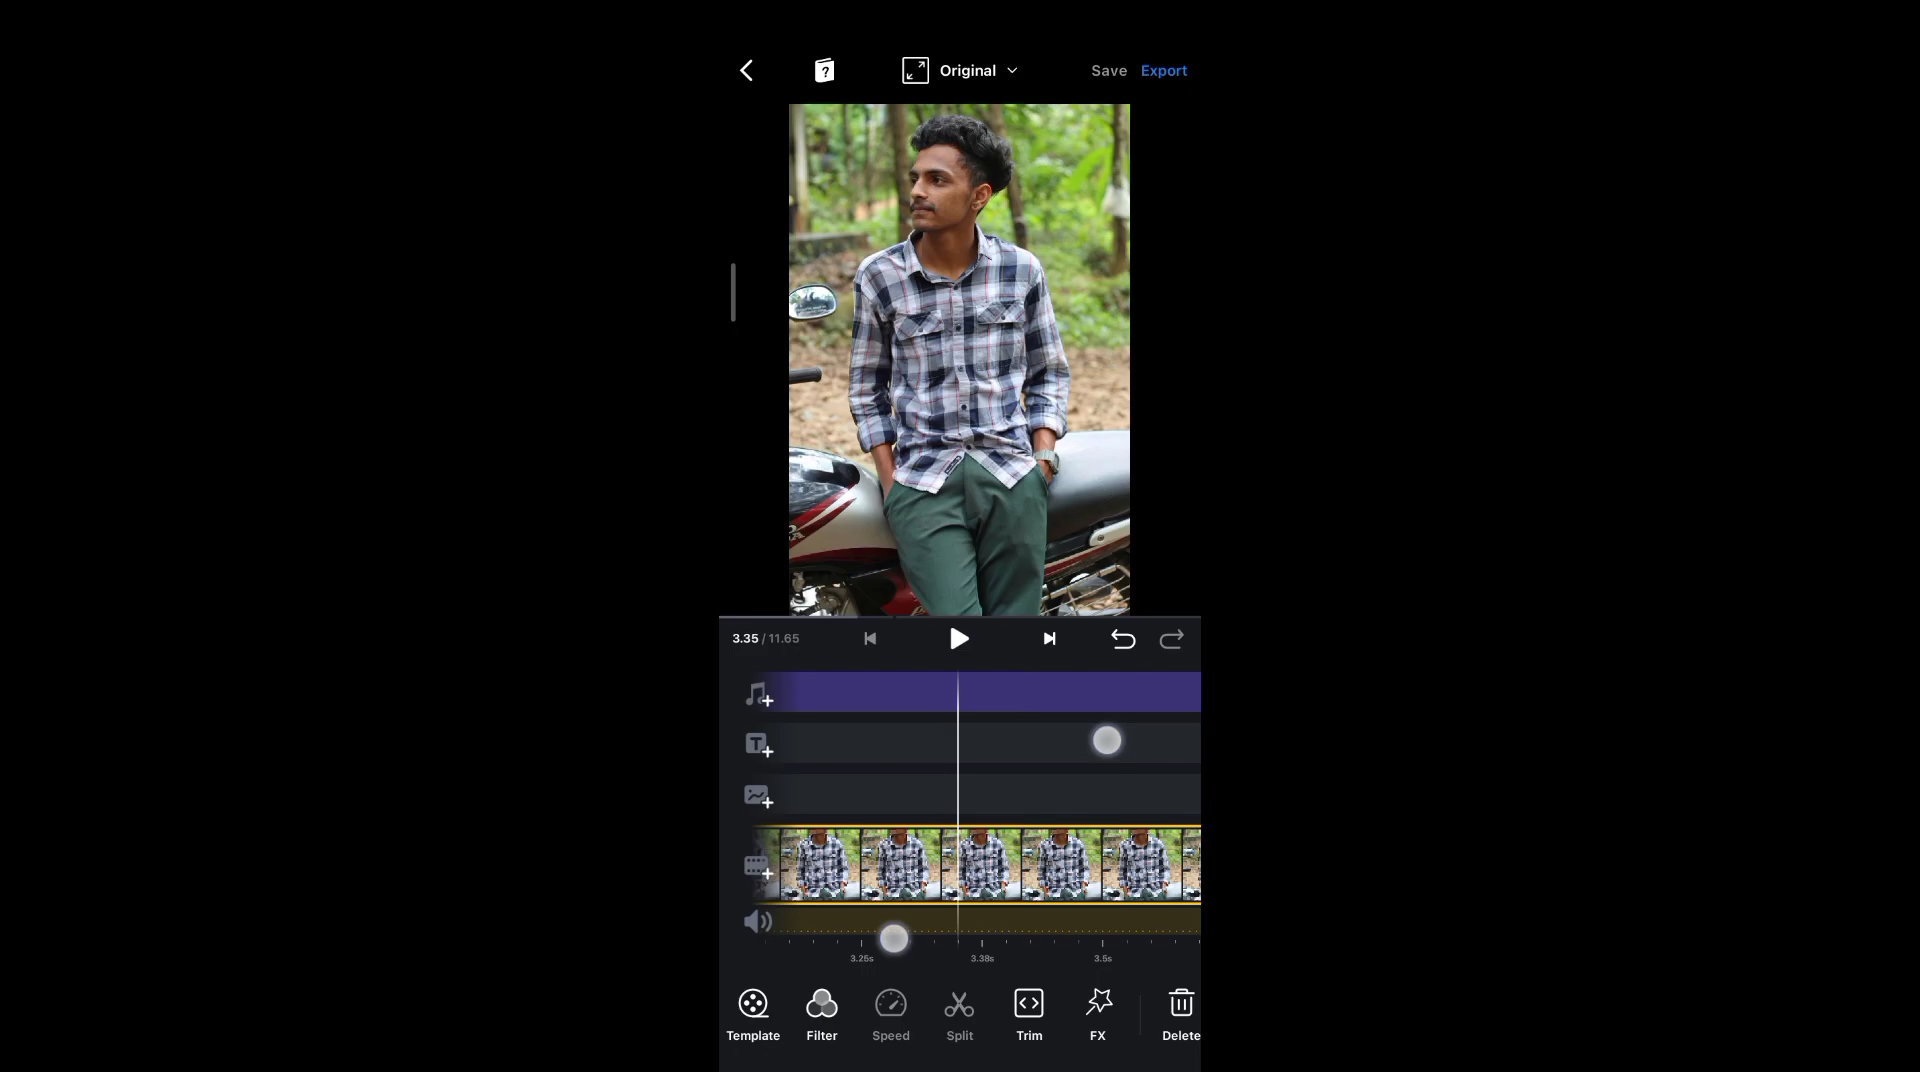 ?
Original
Save
Export
3.35 / 11.65
T
3.25s
3.38s
3.5s
Template
Filter
Speed
Split
Trim
FX
Delete